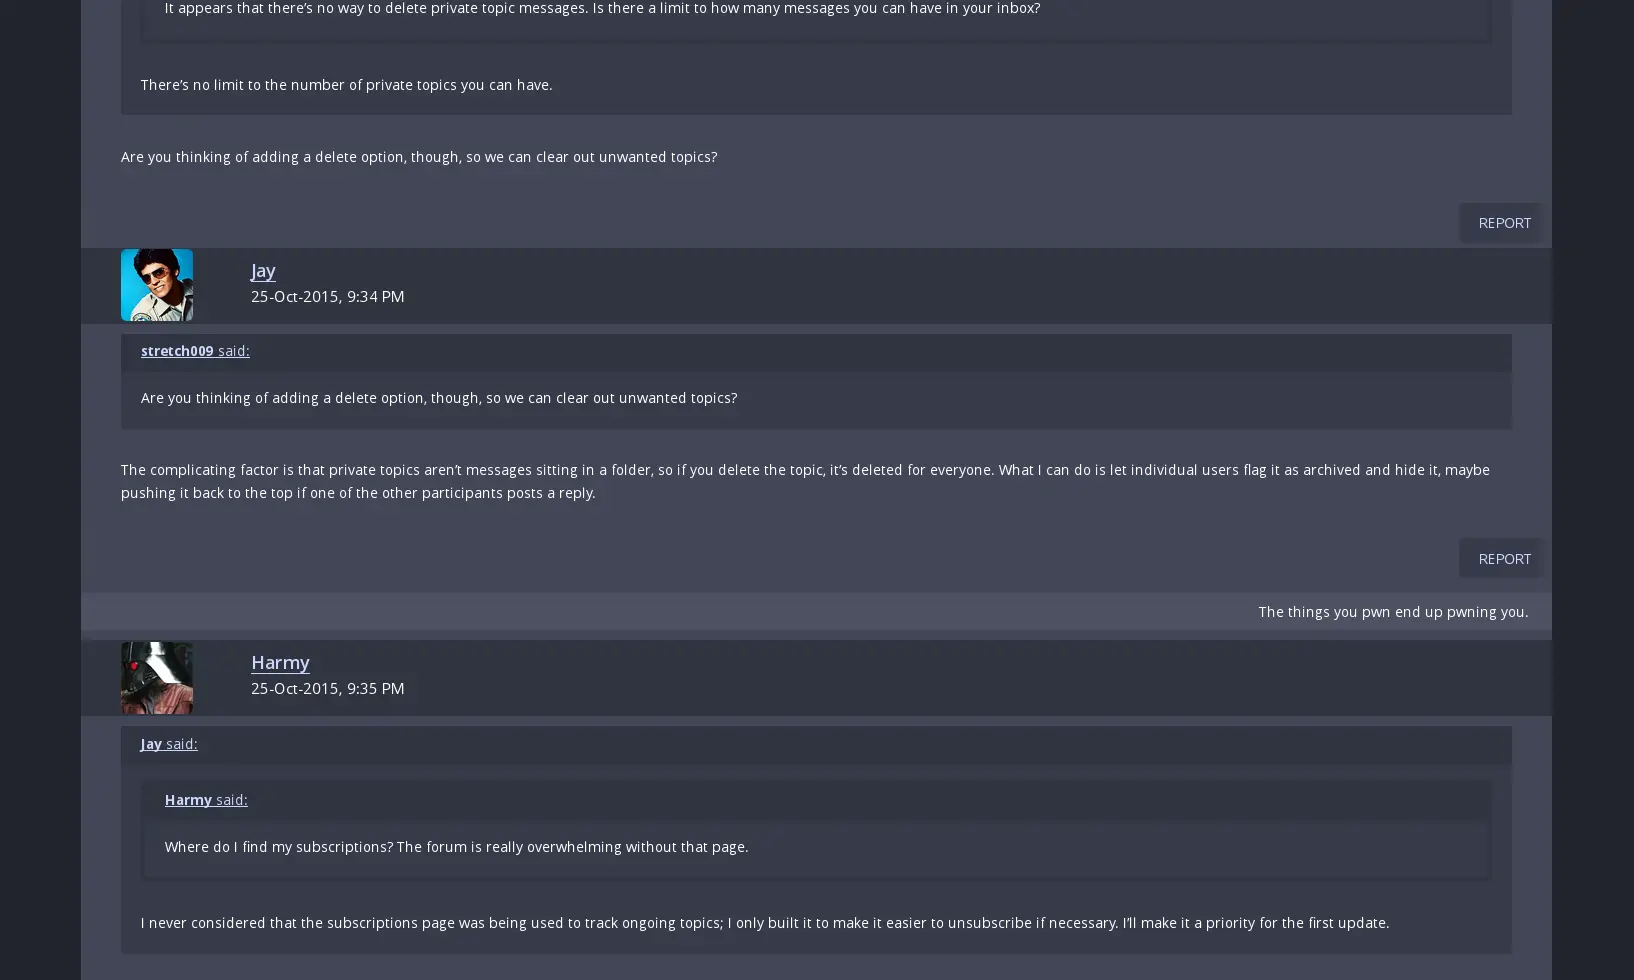 It appears that there's no way to delete private topic messages. Is there a limit to how many messages you can have in your inbox?
There's no limit to the number of private topics you can have.
Are you thinking of adding a delete option, though, so we can clear out unwanted topics?
REPORT
Jay
25-Oct-2015, 9:34 PM
stretch009 said:
Are you thinking of adding a delete option, though, so we can clear out unwanted topics?
The complicating factor is that private topics aren't messages sitting in a folder, so if you delete the topic, it's deleted for everyone. What I can do is let individual users flag it as archived and hide it, maybe
pushing it back to the top if one of the other participants posts a reply.
REPORT
The things you pwn end up pwning you.
Harmy
25-Oct-2015, 9:35 PM
Jay said:
Harmy said:
Where do I find my subscriptions? The forum is really overwhelming without that page.
I never considered that the subscriptions page was being used to track ongoing topics; I only built it to make it easier to unsubscribe if necessary. I'll make it a priority for the first update.